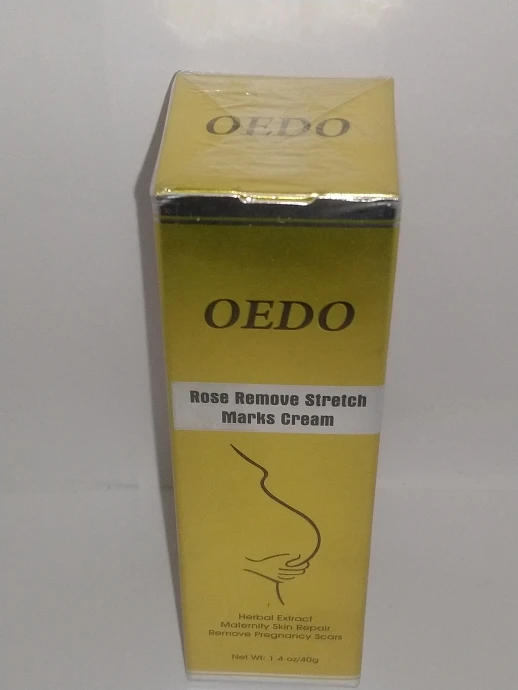 OEDO
OEDO
Rose Remove Stretch
Marks Cream
Herbal Extract
Maternity Skin Repair
Remove Pregnancy Scars
Net Wt: 1.4 oz/40g